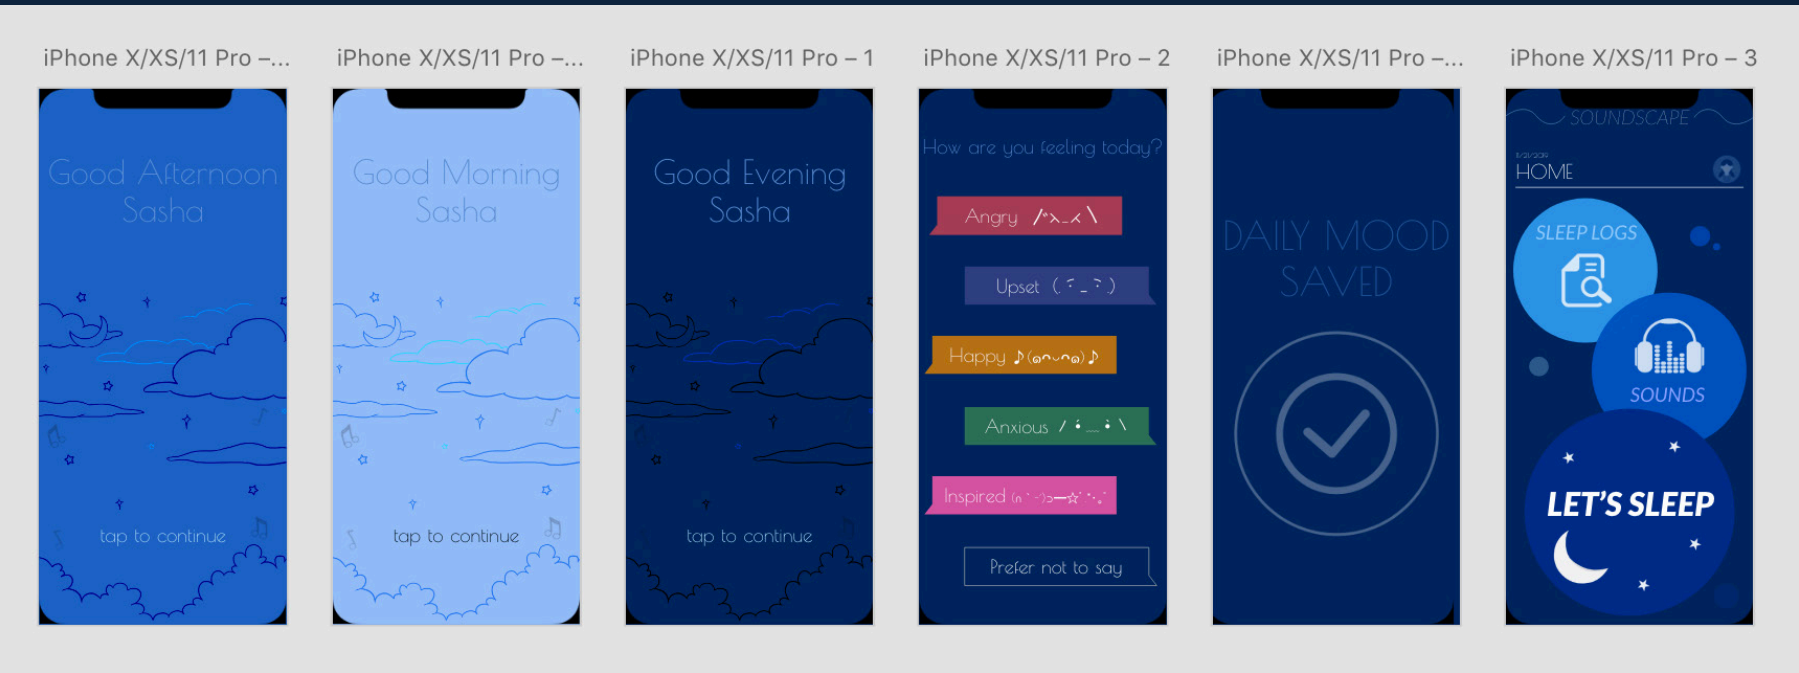 iPhone X/XS/11 Pro –...
Good Afternoon
Sasha
tap to continue
iPhone X/XS/11 Pro –...
Good Morning
Sasha
tap to continue
iPhone X/XS/11 Pro – 1
Good Evening
Sasha
tap to continue
iPhone X/XS/11 Pro – 2
How are you feeling today?
Angry
Upset
Happy
Anxious
Inspired
Prefer not to say
iPhone X/XS/11 Pro –...
DAILY MOOD
SAVED
iPhone X/XS/11 Pro – 3
SOUNDSCAPE
HOME
SLEEP LOGS
SOUNDS
LET'S SLEEP